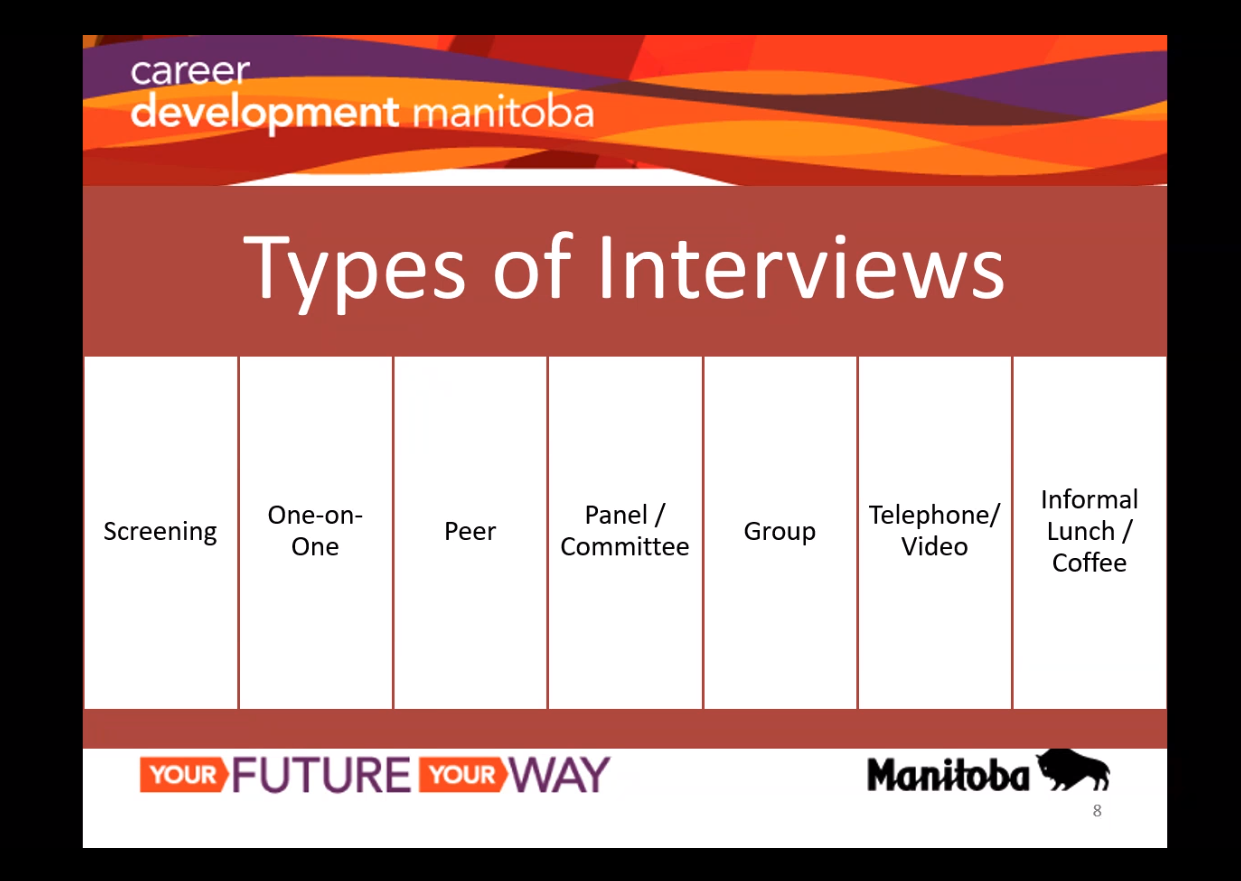 career
development manitoba
Types of Interviews
Screening
One-on-
One
Peer
Panel /
Committee
Group
Telephone/
Video
Informal
Lunch /
Coffee
YOUR FUTURE YOUR WAY
Manitoba
8